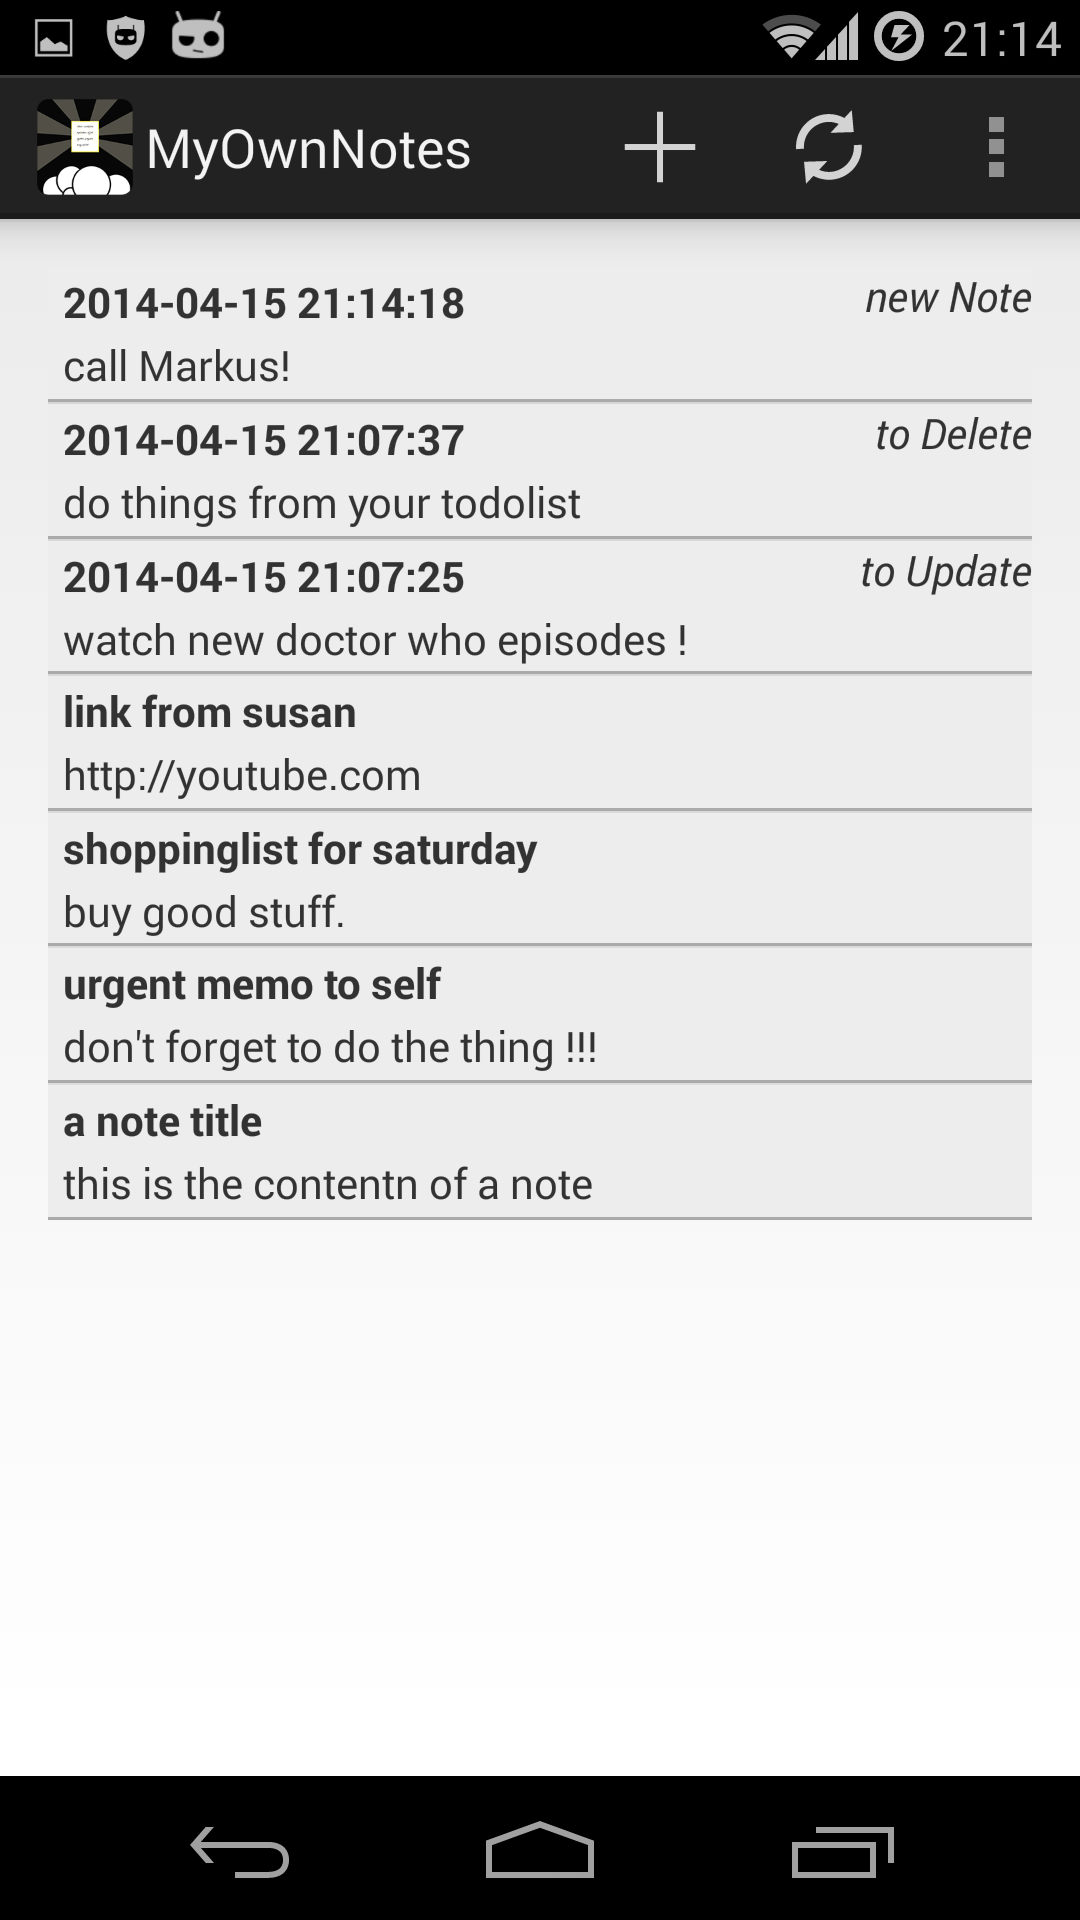 21:14
MyOwnNotes
2014-04-15 21:14:18 new Note
call Markus!
2014-04-15 21:07:37 to Delete
do things from your todolist
2014-04-15 21:07:25 to Update
watch new doctor who episodes !
link from susan
http://youtube.com
shoppinglist for saturday
buy good stuff.
urgent memo to self
don't forget to do the thing !!!
a note title
this is the contentn of a note